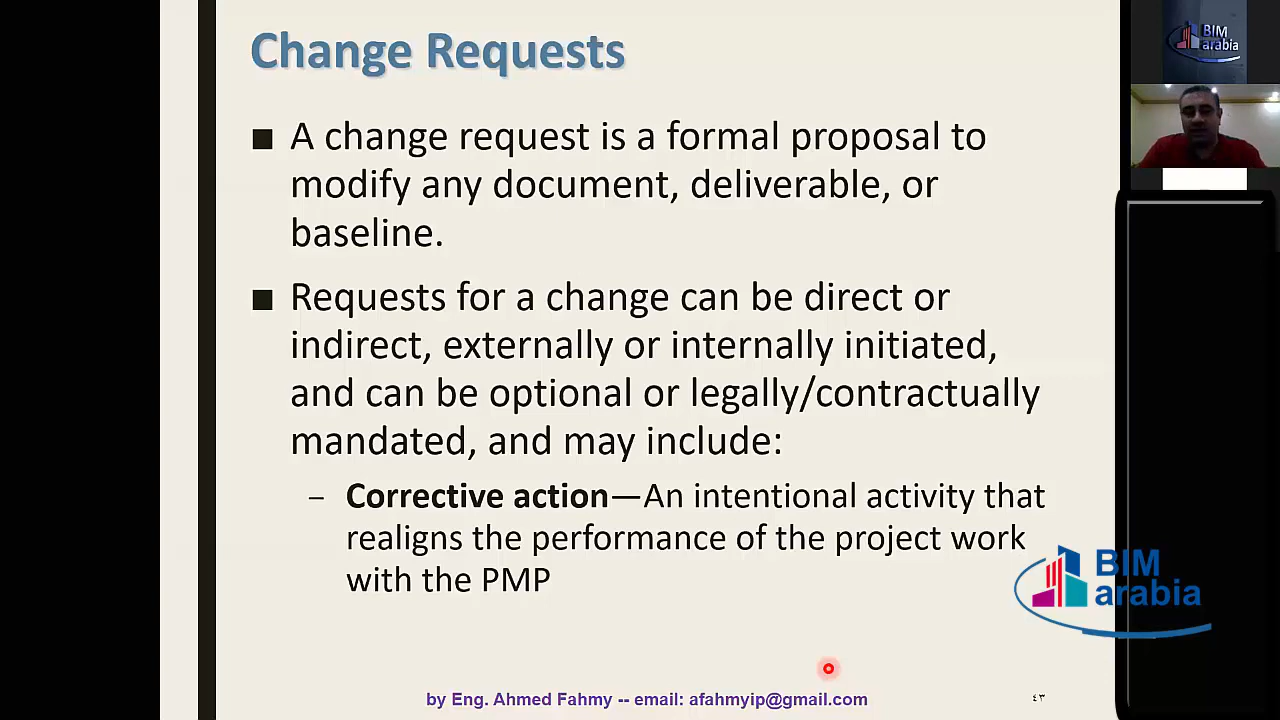 Change Requests
■ A change request is a formal proposal to
modify any document, deliverable, or
baseline.
■ Requests for a change can be direct or
indirect, externally or internally initiated,
and can be optional or legally/contractually
mandated, and may include:
– Corrective action—An intentional activity that
realigns the performance of the project work
with the PMP
by Eng. Ahmed Fahmy -- email: afahmyip@gmail.com
٤٣
BIM
arabia
BIM
arabia